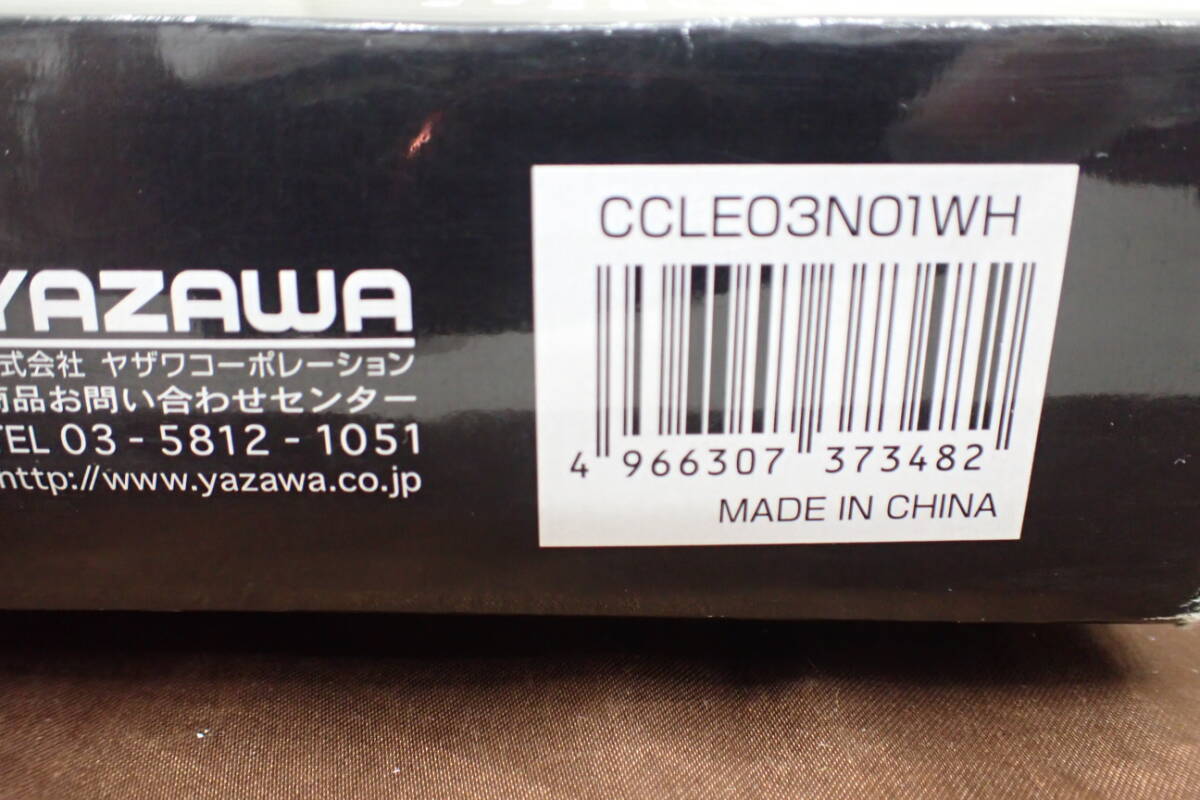 YAZAWA
式会社 ヤザワコーポレーション
商品お問い合わせセンター
TEL 03-5812-1051
http://www.yazawa.co.jp
CCLE03N01WH
4 966307 373482
MADE IN CHINA